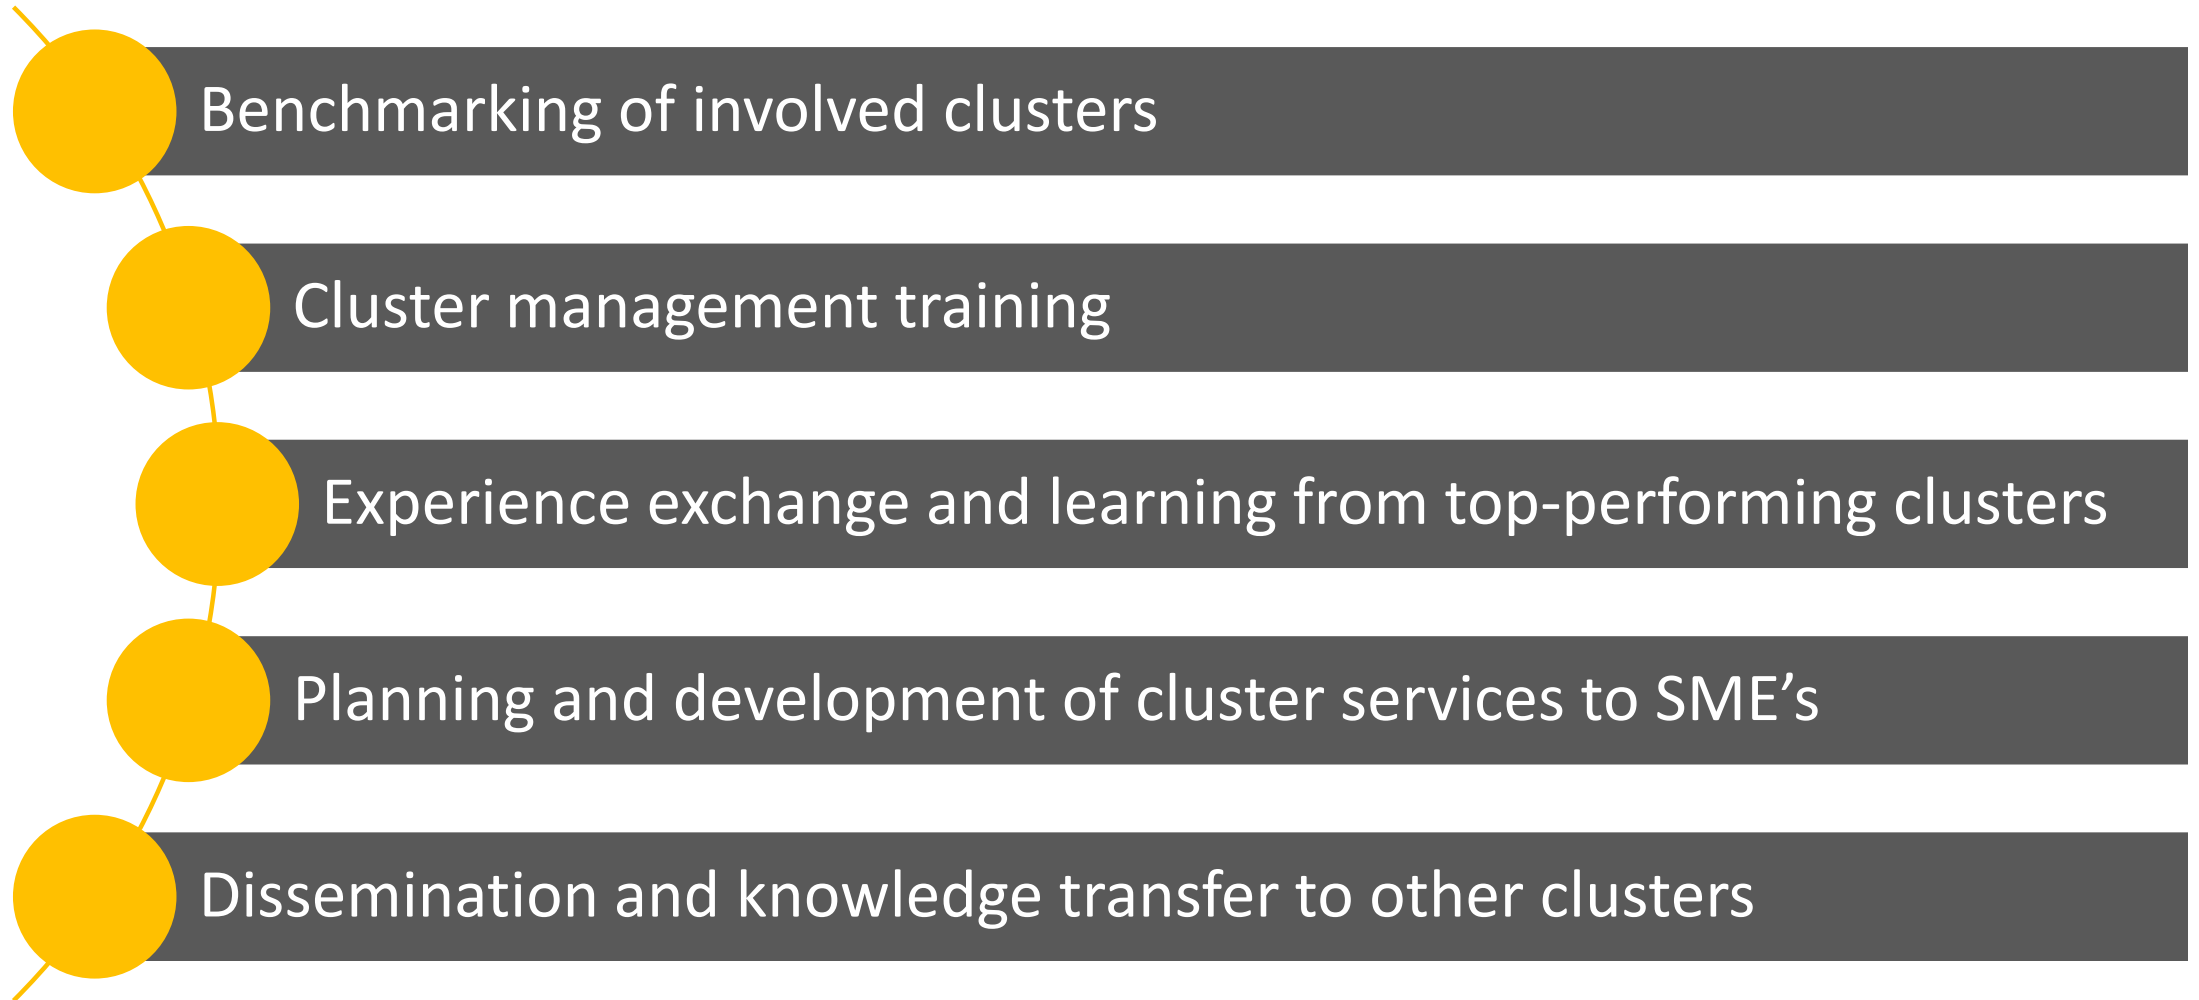 Benchmarking of involved clusters
Cluster management training
Experience exchange and learning from top-performing clusters
Planning and development of cluster services to SME’s
Dissemination and knowledge transfer to other clusters